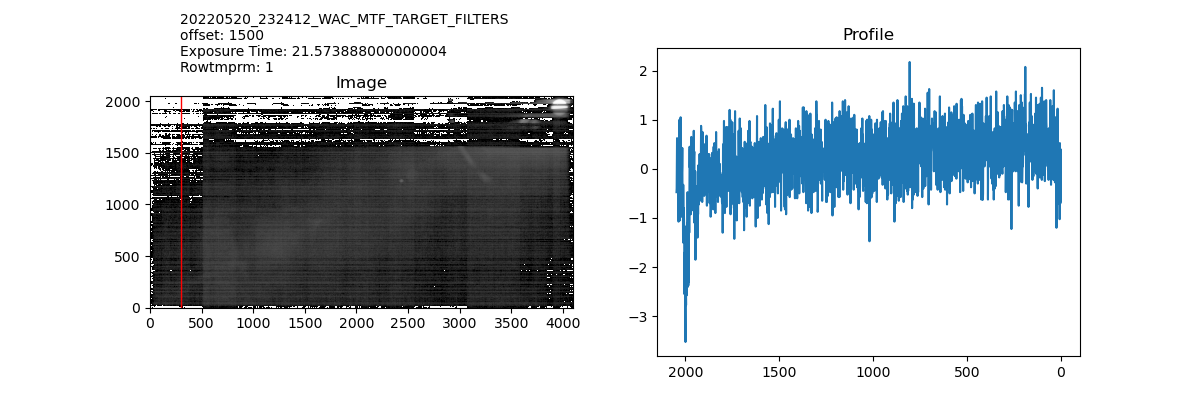 20220520_232412_WAC_MTF_TARGET_FILTERS
offset: 1500
Exposure Time: 21.573888000000004
Rowtmprm: 1
Image
2000
1500
1000
500
0
0 500 1000 1500 2000 2500 3000 3500 4000
Profile
2
1
0
−1
−2
−3
2000 1500 1000 500 0